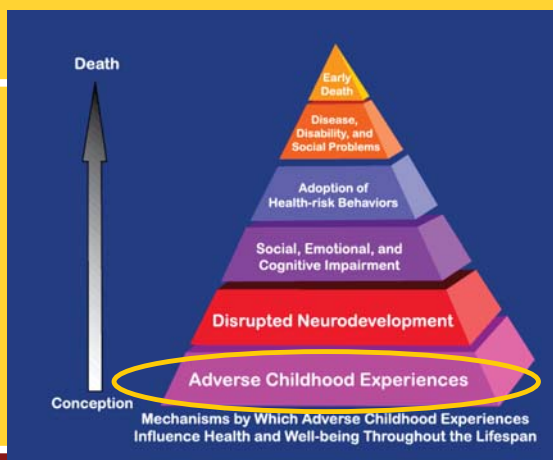 Death
Early
Death
Disease,
Disability, and
Social Problems
Adoption of
Health-risk Behaviors
Social, Emotional, and
Cognitive Impairment
Disrupted Neurodevelopment
Adverse Childhood Experiences
Conception
Mechanisms by Which Adverse Childhood Experiences
Influence Health and Well-being Throughout the Lifespan